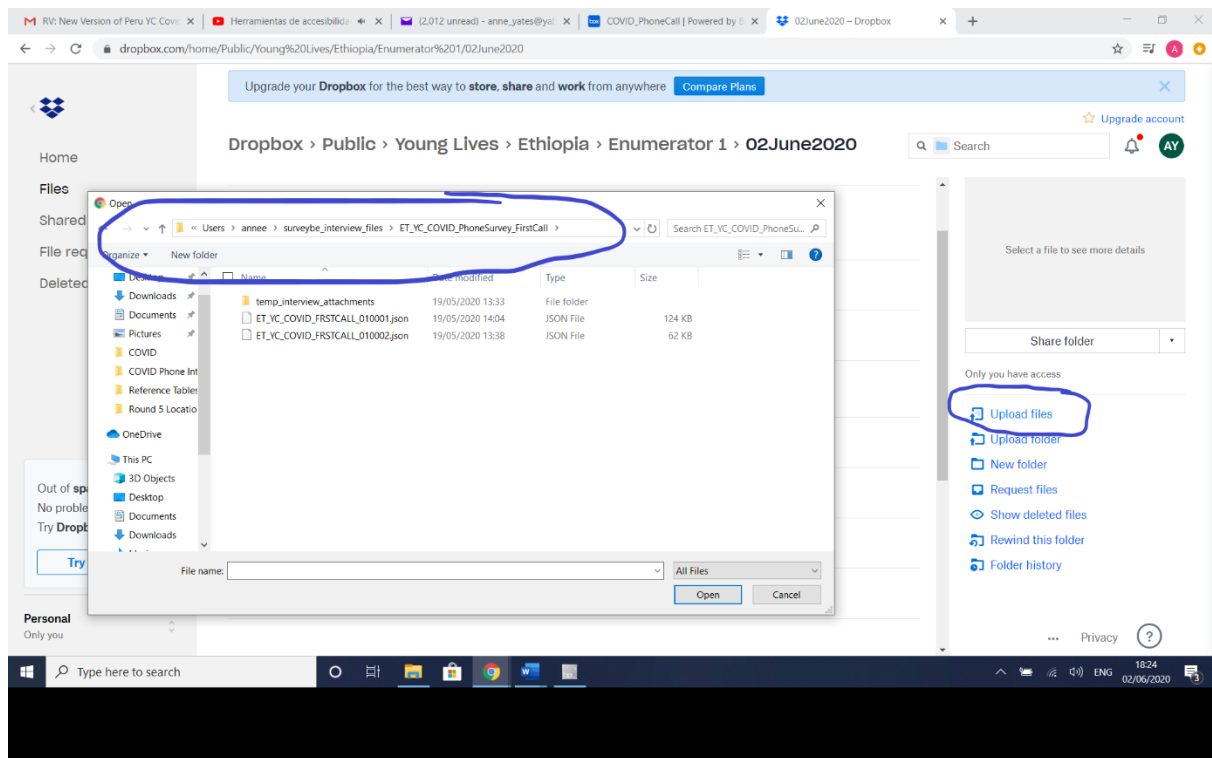 RV: New Version of Peru YC Covi
Herramientas de accesibilida
(2,012 unread) - anne_yates@yah
box COVID_PhoneCall | Powered by B
02June2020 – Dropbox
dropbox.com/home/Public/Young%20Lives/Ethiopia/Enumerator%201/02June2020
A
Upgrade your Dropbox for the best way to store, share and work from anywhere Compare Plans
Upgrade account
Dropbox > Public > Young Lives > Ethiopia > Enumerator 1 > 02June2020
Search
AY
Home
Files
Shared
File req
Deleted
Open
« Users > annee > surveybe_interview_files > ET_YC_COVID_PhoneSurvey_FirstCall >
Search ET_YC_COVID_PhoneSu...
Organize New folder
Name Date modified Type Size
temp_interview_attachments 19/05/2020 13:33 File folder
ET_YC_COVID_FRSTCALL_010001.json 19/05/2020 14:04 JSON File 124 KB
ET_YC_COVID_FRSTCALL_010002.json 19/05/2020 13:38 JSON File 62 KB
Desktop
Downloads
Documents
Pictures
COVID
COVID Phone Int
Reference Tables
Round 5 Locatio
OneDrive
This PC
3D Objects
Desktop
Documents
Downloads
File name:
All Files
Open Cancel
Select a file to see more details
Share folder
Only you have access
Upload files
Upload folder
New folder
Request files
Show deleted files
Rewind this folder
Folder history
Out of spa
No proble
Try Dropb
Try
Personal
Only you
... Privacy ?
Type here to search
W
ENG
18:24
02/06/2020
3